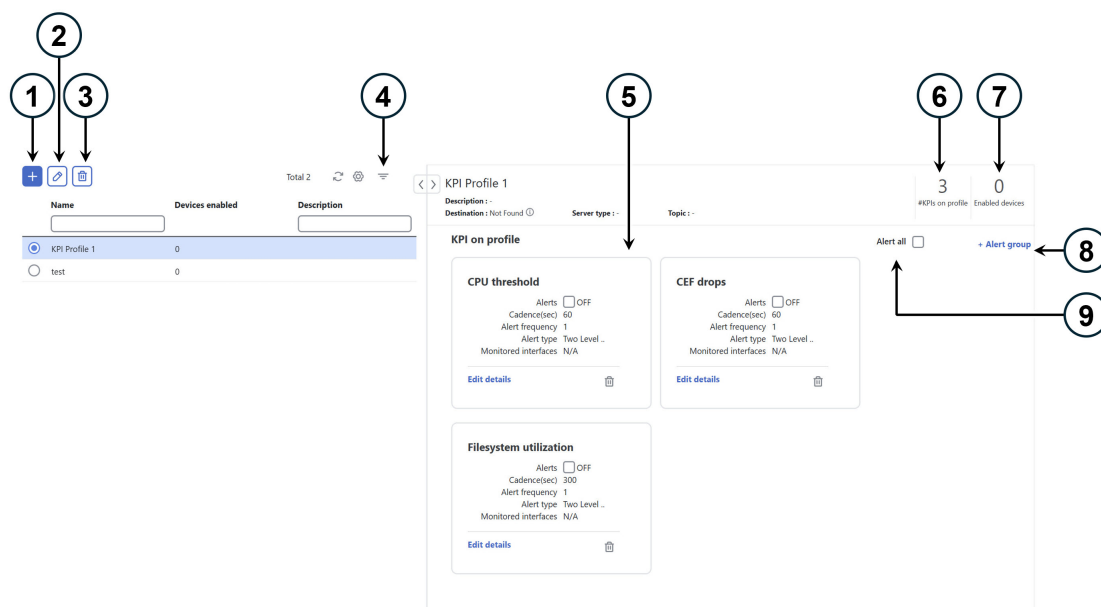 2
1
3
4
5
6
7
Total 2
Name
Devices enabled
Description
KPI Profile 1
0
test
0
KPI Profile 1
Description : -
Destination : Not Found
Server type : -
Topic : -
3
#KPIs on profile
0
Enabled devices
KPI on profile
Alert all
+ Alert group
8
9
CPU threshold
Alerts OFF
Cadence(sec) 60
Alert frequency 1
Alert type Two Level ..
Monitored interfaces N/A
Edit details
CEF drops
Alerts OFF
Cadence(sec) 60
Alert frequency 1
Alert type Two Level ..
Monitored interfaces N/A
Edit details
Filesystem utilization
Alerts OFF
Cadence(sec) 300
Alert frequency 1
Alert type Two Level ..
Monitored interfaces N/A
Edit details